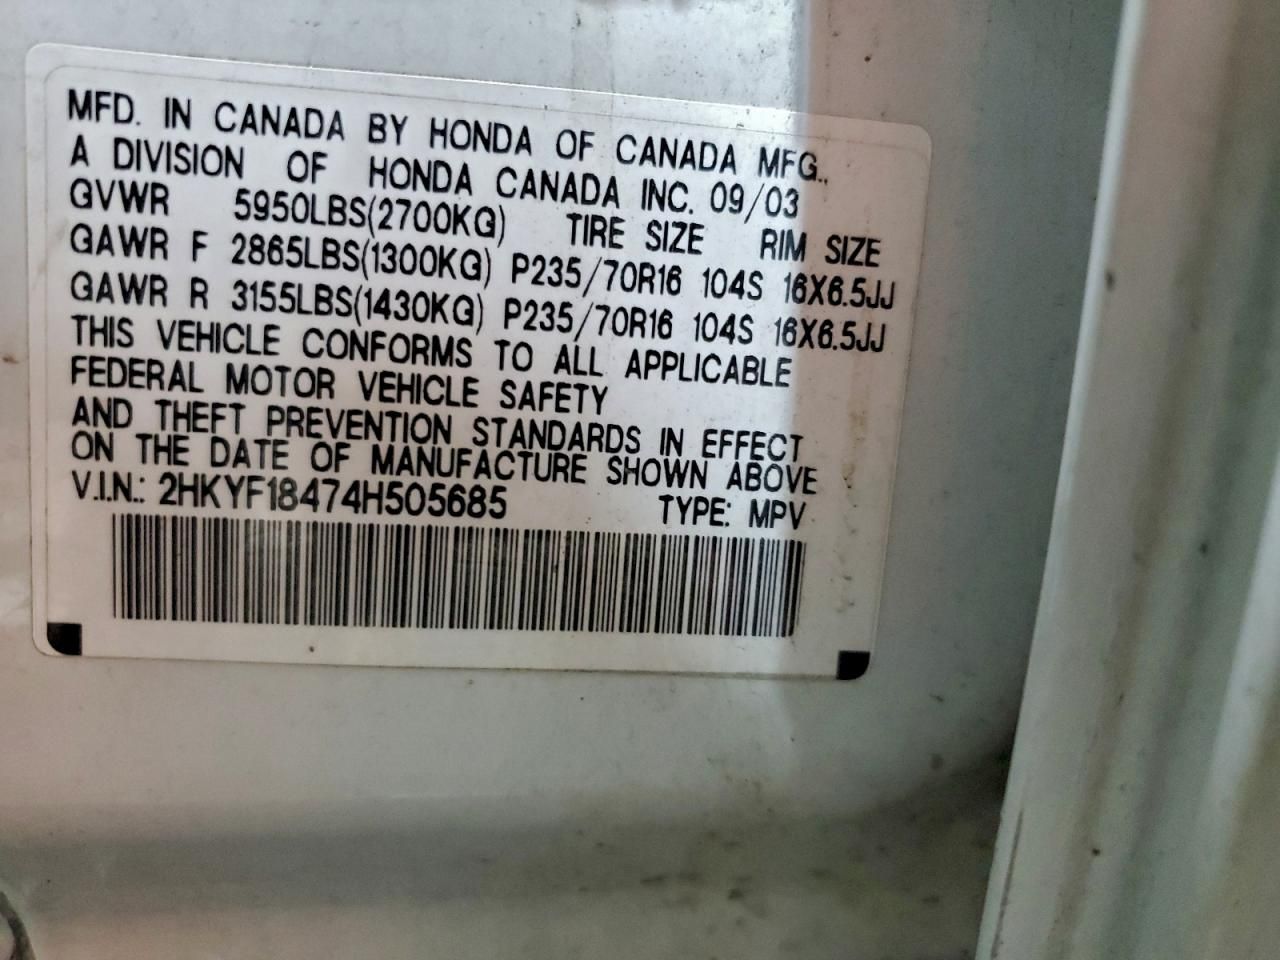 MFD. IN CANADA BY HONDA OF CANADA MFG.,
A DIVISION OF HONDA CANADA INC. 09/03
GVWR 5950LBS(2700KG) TIRE SIZE RIM SIZE
GAWR F 2865LBS(1300KG) P235/70R16 104S 16X6.5JJ
GAWR R 3155LBS(1430KG) P235/70R16 104S 16X6.5JJ
THIS VEHICLE CONFORMS TO ALL APPLICABLE
FEDERAL MOTOR VEHICLE SAFETY
AND THEFT PREVENTION STANDARDS IN EFFECT
ON THE DATE OF MANUFACTURE SHOWN ABOVE
V.I.N.: 2HKYF18474H505685 TYPE: MPV